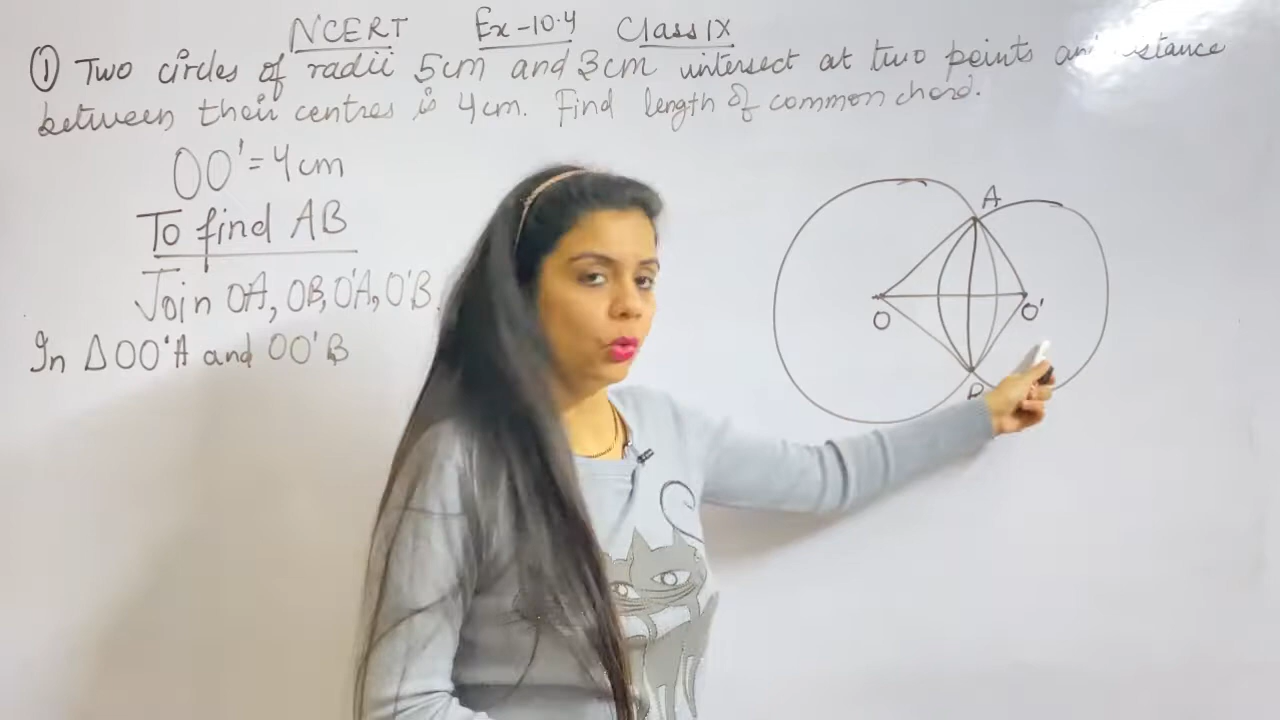 NCERT Ex-10.4 Class IX
① Two circles of radii 5cm and 3cm intersect at two points stance
between their centres is 4cm. Find length of common chord.
OO'=4cm
To find AB
Join OA, OB, O'A, O'B.
In ΔOO'A and OO'B
A
O
O'
B